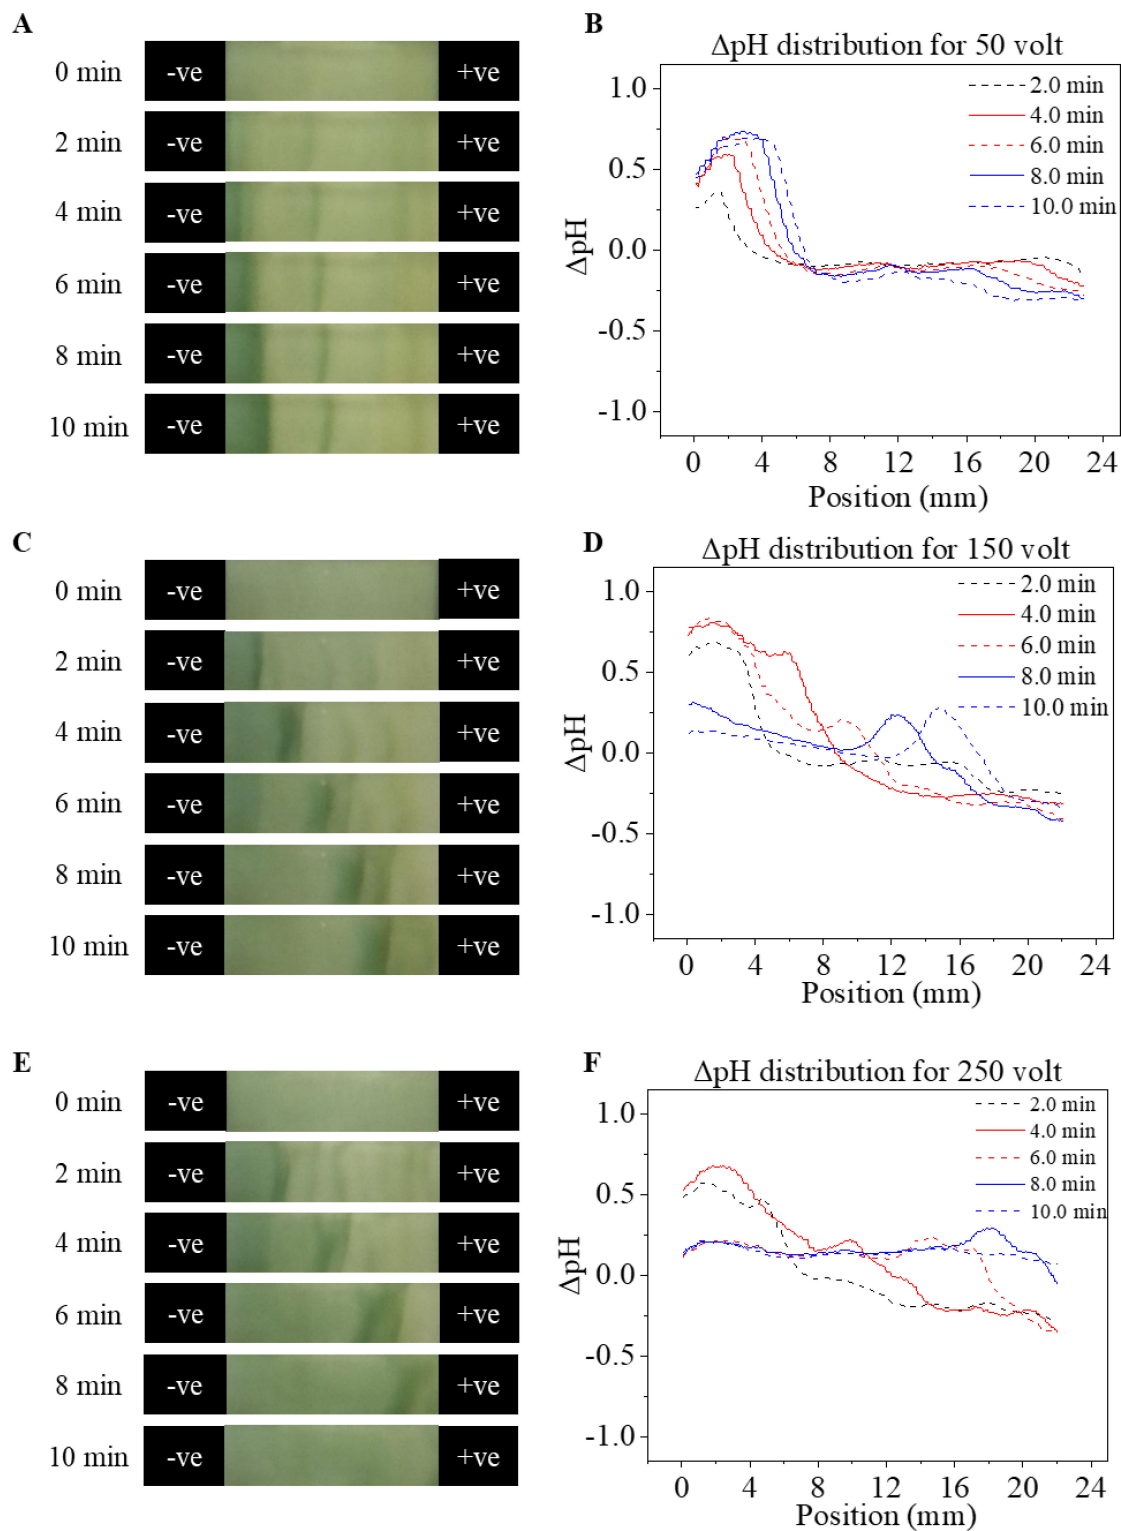 A
0 min -ve +ve
2 min -ve +ve
4 min -ve +ve
6 min -ve +ve
8 min -ve +ve
10 min -ve +ve
B
ΔpH distribution for 50 volt
2.0 min
4.0 min
6.0 min
8.0 min
10.0 min
1.0
0.5
0.0
-0.5
-1.0
ΔpH
0 4 8 12 16 20 24
Position (mm)
C
0 min -ve +ve
2 min -ve +ve
4 min -ve +ve
6 min -ve +ve
8 min -ve +ve
10 min -ve +ve
D
ΔpH distribution for 150 volt
2.0 min
4.0 min
6.0 min
8.0 min
10.0 min
1.0
0.5
0.0
-0.5
-1.0
ΔpH
0 4 8 12 16 20 24
Position (mm)
E
0 min -ve +ve
2 min -ve +ve
4 min -ve +ve
6 min -ve +ve
8 min -ve +ve
10 min -ve +ve
F
ΔpH distribution for 250 volt
2.0 min
4.0 min
6.0 min
8.0 min
10.0 min
1.0
0.5
0.0
-0.5
-1.0
ΔpH
0 4 8 12 16 20 24
Position (mm)